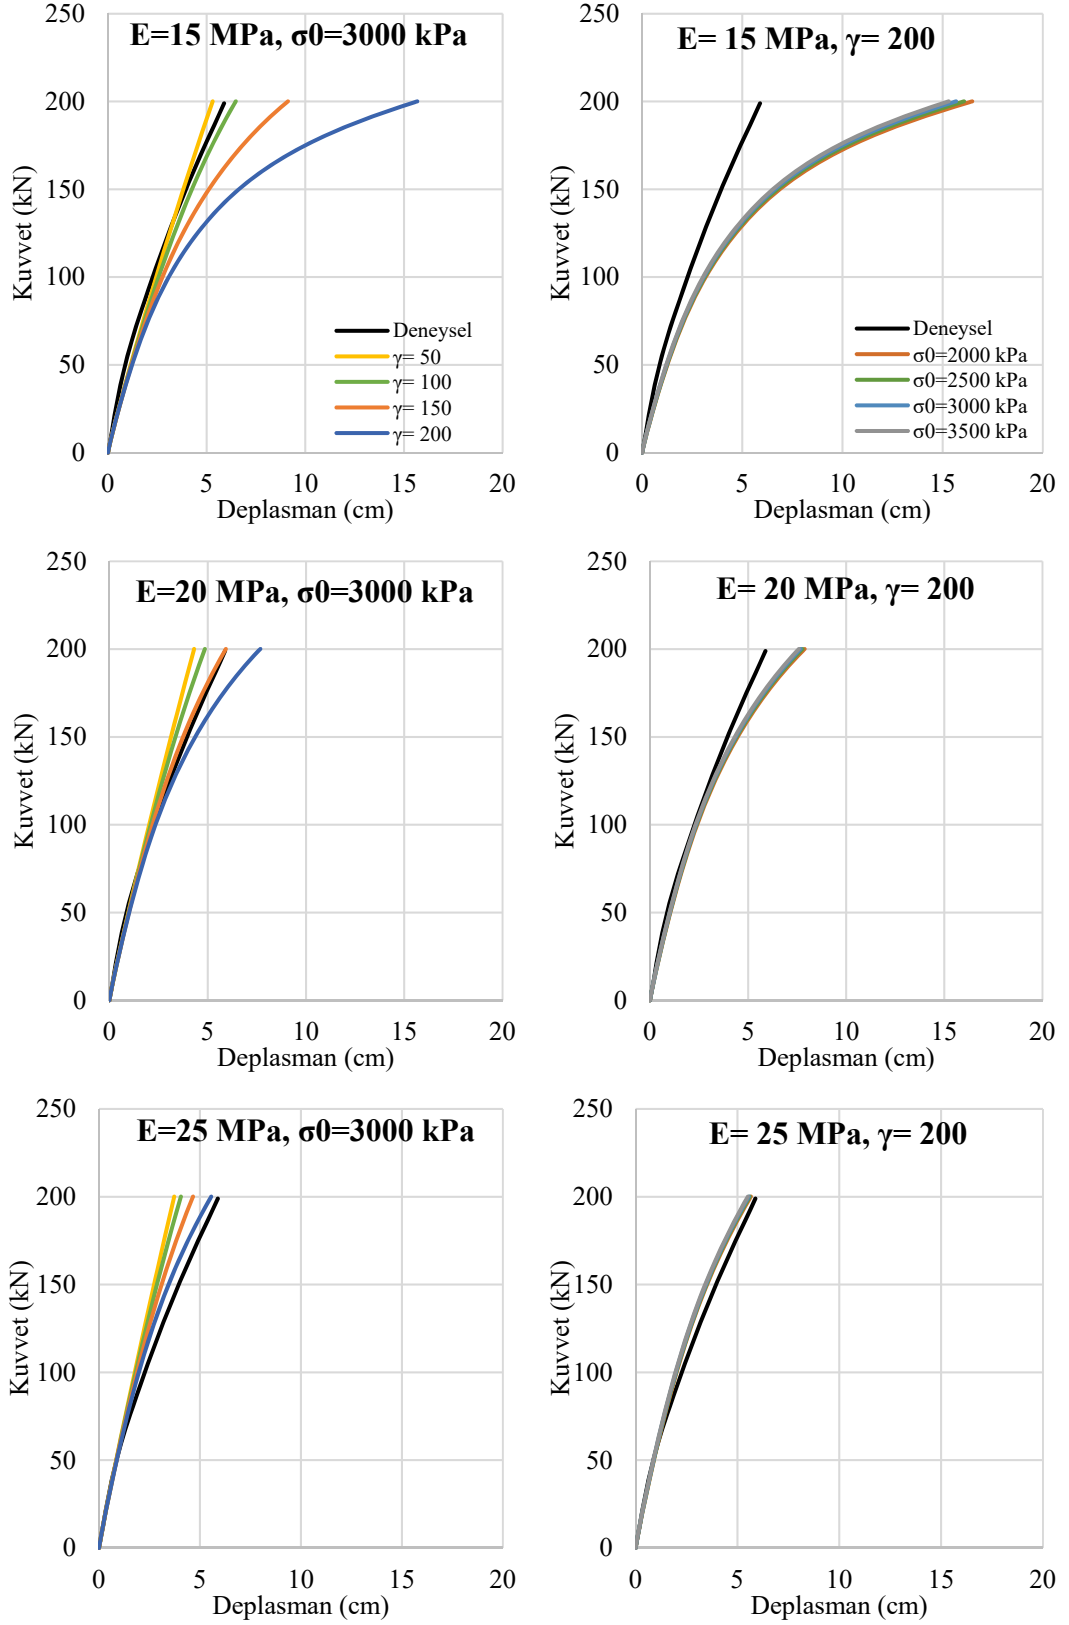 E=15 MPa, σ0=3000 kPa
Kuvvet (kN)
250
200
150
100
50
0
Deneysel
γ= 50
γ= 100
γ= 150
γ= 200
0 5 10 15 20
Deplasman (cm)
E= 15 MPa, γ= 200
Kuvvet (kN)
250
200
150
100
50
0
Deneysel
σ0=2000 kPa
σ0=2500 kPa
σ0=3000 kPa
σ0=3500 kPa
0 5 10 15 20
Deplasman (cm)
E=20 MPa, σ0=3000 kPa
Kuvvet (kN)
250
200
150
100
50
0
0 5 10 15 20
Deplasman (cm)
E= 20 MPa, γ= 200
Kuvvet (kN)
250
200
150
100
50
0
0 5 10 15 20
Deplasman (cm)
E=25 MPa, σ0=3000 kPa
Kuvvet (kN)
250
200
150
100
50
0
0 5 10 15 20
Deplasman (cm)
E= 25 MPa, γ= 200
Kuvvet (kN)
250
200
150
100
50
0
0 5 10 15 20
Deplasman (cm)